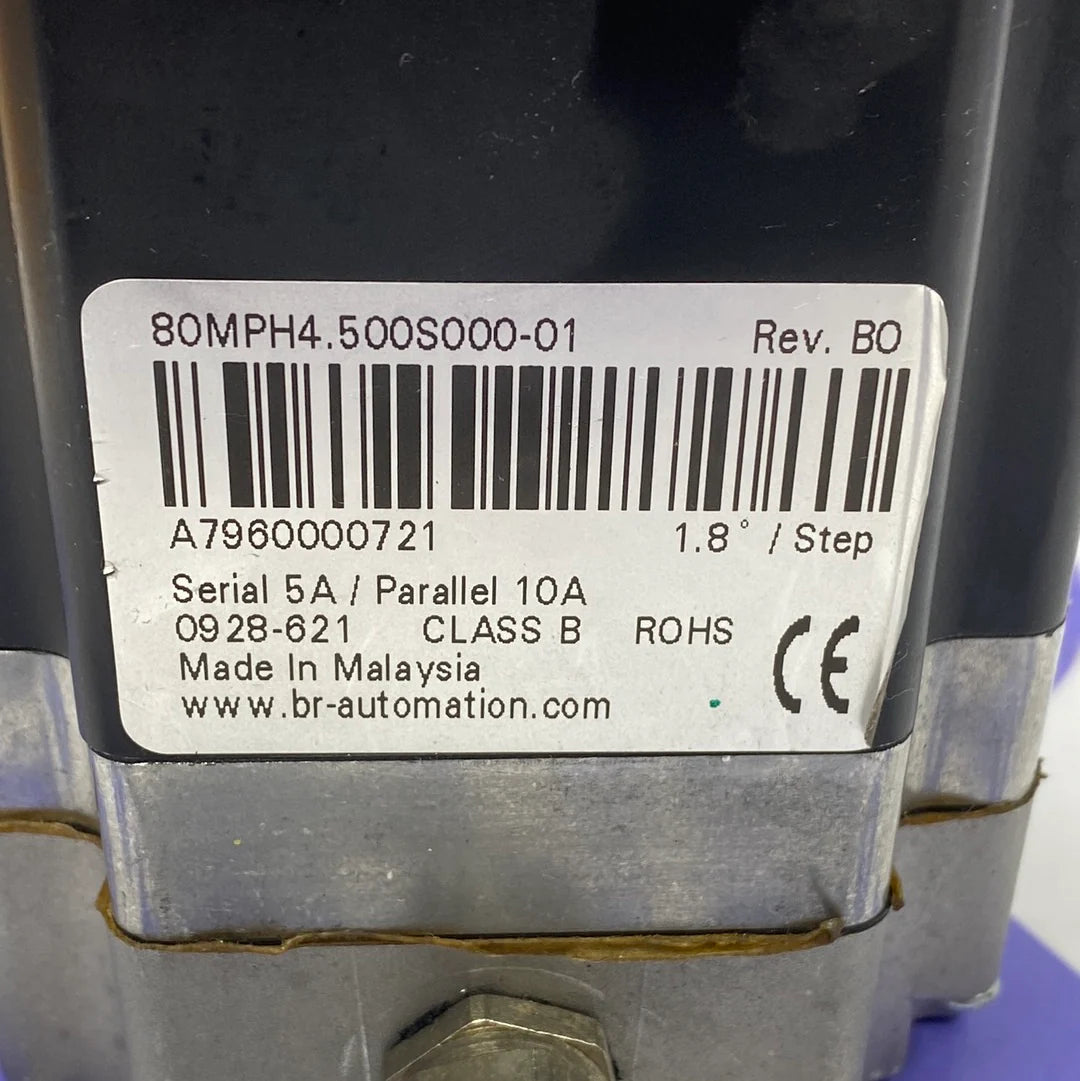 80MPH4.500S000-01 Rev. B0
A7960000721 1.8° / Step
Serial 5A / Parallel 10A
0928-621 CLASS B ROHS
Made In Malaysia
www.br-automation.com
CE